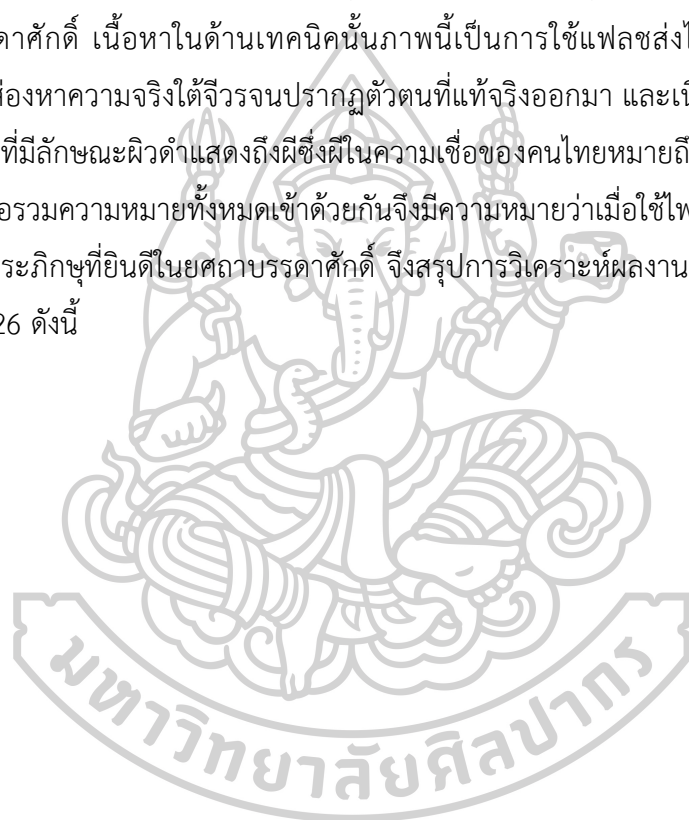 ดาศักดิ์ เนื้อหาในด้านเทคนิคนั้นภาพนี้เป็นการใช้แฟลชส่งไ
ส่องหาความจริงใต้จีวรจนปรากฏตัวตนที่แท้จริงออกมา และเนื
ที่มีลักษณะผิวดำแสดงถึงผีซึ่งผีในความเชื่อของคนไทยหมายถึ
อรวมความหมายทั้งหมดเข้าด้วยกันจึงมีความหมายว่าเมื่อใช้ไฟ
ระภิกษุที่ยินดีในยศถาบรรดาศักดิ์ จึงสรุปการวิเคราะห์ผลงาน
26 ดังนี้
มหาวิทยาลัยศิลปากร